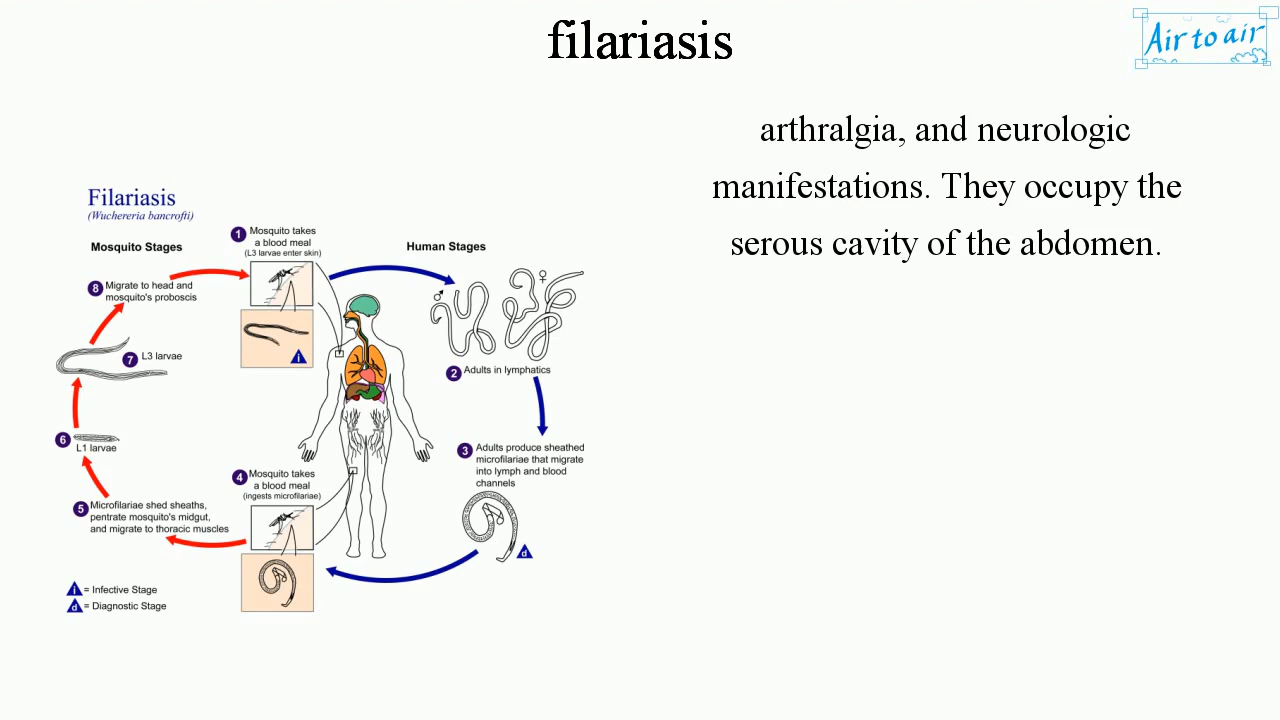 filariasis
Air to air
arthralgia, and neurologic
manifestations. They occupy the
serous cavity of the abdomen.
Filariasis
(Wuchereria bancrofti)
Mosquito Stages
Human Stages
1
Mosquito takes
a blood meal
(L3 larvae enter skin)
i
♂
♀
2 Adults in lymphatics
3 Adults produce sheathed
microfilariae that migrate
into lymph and blood
channels
d
4 Mosquito takes
a blood meal
(ingests microfilariae)
5 Microfilariae shed sheaths,
pentrate mosquito's midgut,
and migrate to thoracic muscles
6
L1 larvae
7 L3 larvae
8 Migrate to head and
mosquito's proboscis
i = Infective Stage
d = Diagnostic Stage